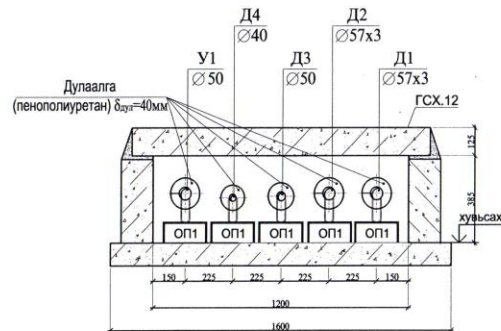 Д4
∅40
Д2
∅57x3
У1
∅50
Д3
∅50
Д1
∅57x3
Дулаалга
(пенополиуретан) δдул=40мм
ГСХ.12
125
385
хувьсах
ОП1 ОП1 ОП1 ОП1 ОП1
150 225 225 225 225 150
1200
1600